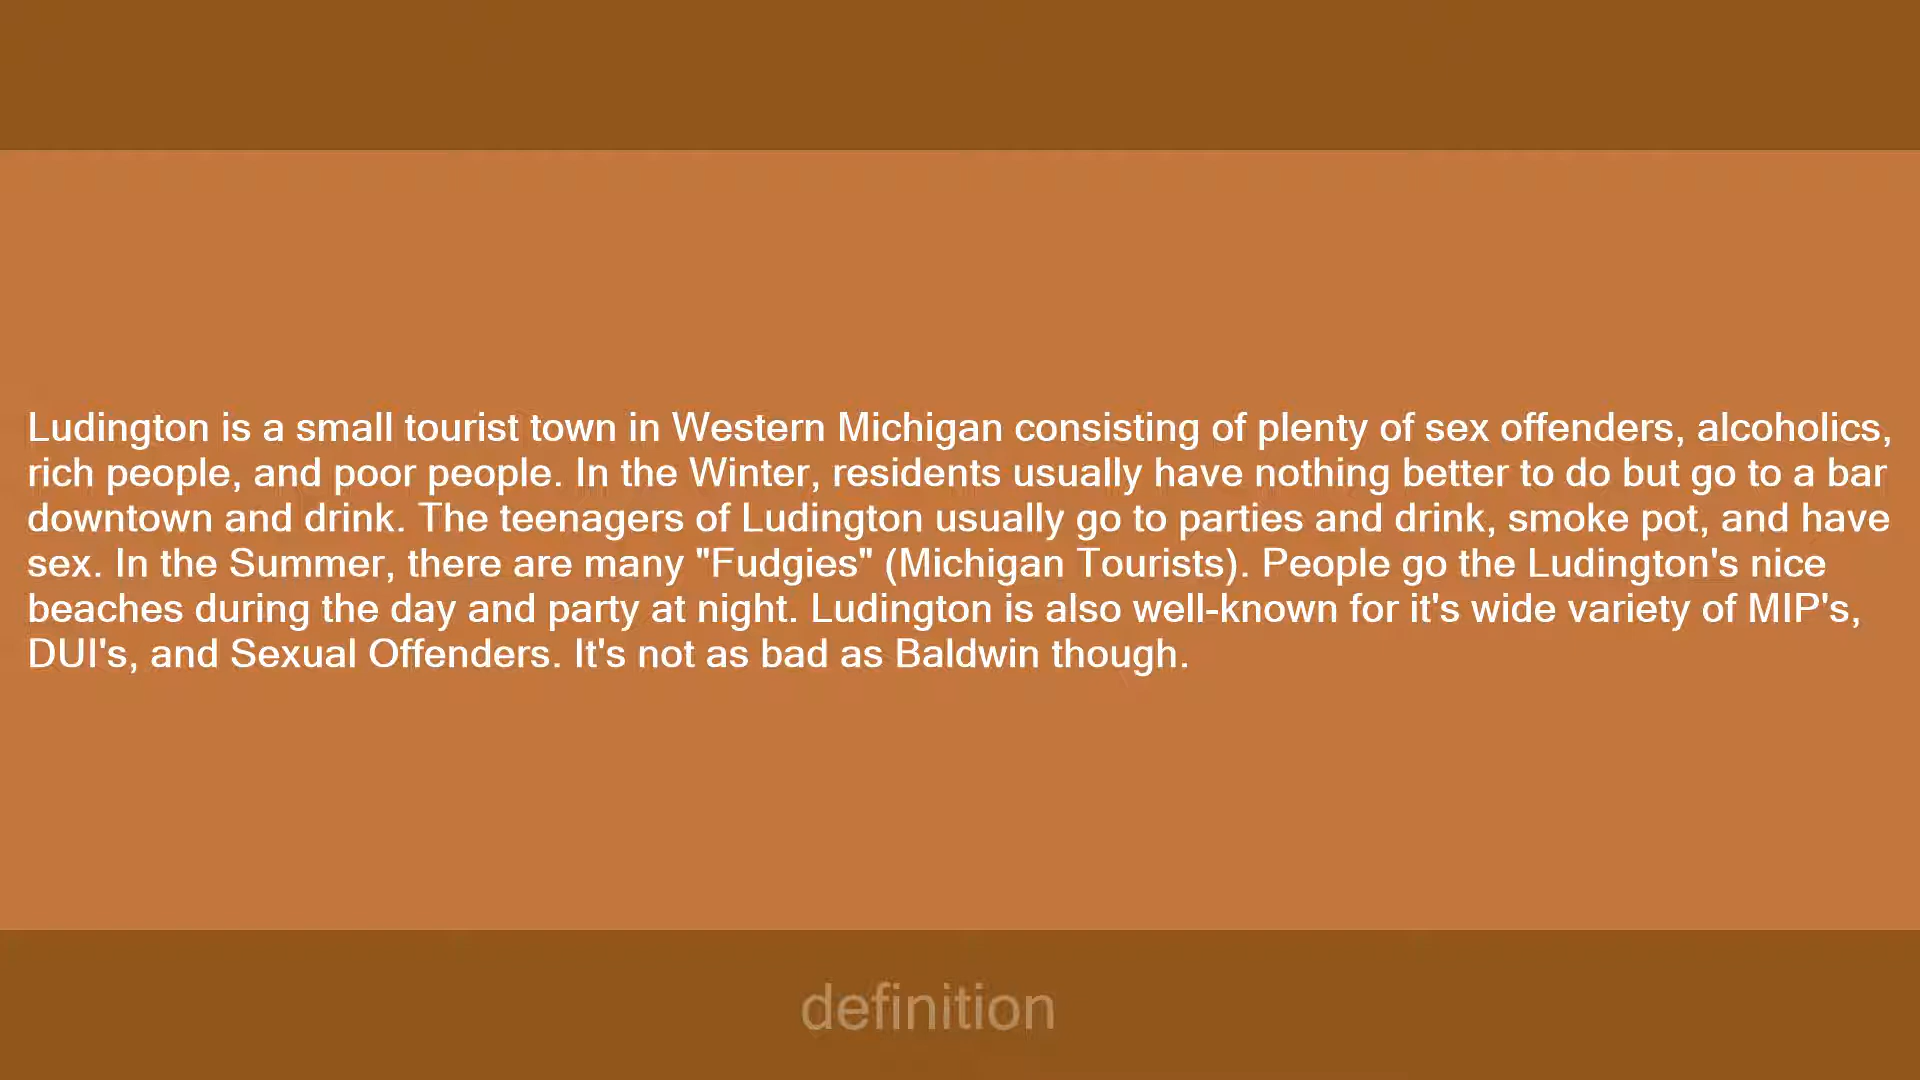 Ludington is a small tourist town in Western Michigan consisting of plenty of sex offenders, alcoholics,
rich people, and poor people. In the Winter, residents usually have nothing better to do but go to a bar
downtown and drink. The teenagers of Ludington usually go to parties and drink, smoke pot, and have
sex. In the Summer, there are many "Fudgies" (Michigan Tourists). People go the Ludington's nice
beaches during the day and party at night. Ludington is also well-known for it's wide variety of MIP's,
DUI's, and Sexual Offenders. It's not as bad as Baldwin though.
definition